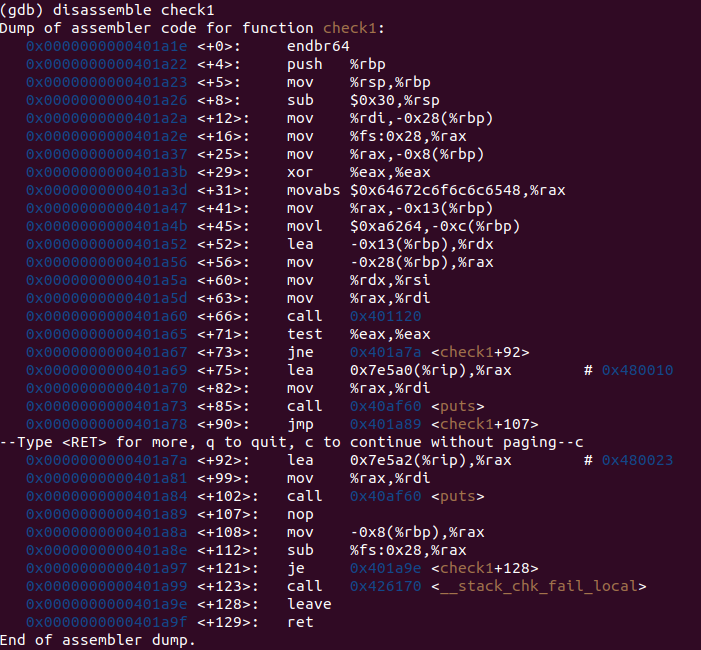 (gdb) disassemble check1
Dump of assembler code for function check1:
   0x0000000000401a1e <+0>:     endbr64
   0x0000000000401a22 <+4>:     push   %rbp
   0x0000000000401a23 <+5>:     mov    %rsp,%rbp
   0x0000000000401a26 <+8>:     sub    $0x30,%rsp
   0x0000000000401a2a <+12>:    mov    %rdi,-0x28(%rbp)
   0x0000000000401a2e <+16>:    mov    %fs:0x28,%rax
   0x0000000000401a37 <+25>:    mov    %rax,-0x8(%rbp)
   0x0000000000401a3b <+29>:    xor    %eax,%eax
   0x0000000000401a3d <+31>:    movabs $0x64672c6f6c6c6548,%rax
   0x0000000000401a47 <+41>:    mov    %rax,-0x13(%rbp)
   0x0000000000401a4b <+45>:    movl   $0xa6264,-0xc(%rbp)
   0x0000000000401a52 <+52>:    lea    -0x13(%rbp),%rdx
   0x0000000000401a56 <+56>:    mov    -0x28(%rbp),%rax
   0x0000000000401a5a <+60>:    mov    %rdx,%rsi
   0x0000000000401a5d <+63>:    mov    %rax,%rdi
   0x0000000000401a60 <+66>:    call   0x401120
   0x0000000000401a65 <+71>:    test   %eax,%eax
   0x0000000000401a67 <+73>:    jne    0x401a7a <check1+92>
   0x0000000000401a69 <+75>:    lea    0x7e5a0(%rip),%rax        # 0x480010
   0x0000000000401a70 <+82>:    mov    %rax,%rdi
   0x0000000000401a73 <+85>:    call   0x40af60 <puts>
   0x0000000000401a78 <+90>:    jmp    0x401a89 <check1+107>
--Type <RET> for more, q to quit, c to continue without paging--c
   0x0000000000401a7a <+92>:    lea    0x7e5a2(%rip),%rax        # 0x480023
   0x0000000000401a81 <+99>:    mov    %rax,%rdi
   0x0000000000401a84 <+102>:   call   0x40af60 <puts>
   0x0000000000401a89 <+107>:   nop
   0x0000000000401a8a <+108>:   mov    -0x8(%rbp),%rax
   0x0000000000401a8e <+112>:   sub    %fs:0x28,%rax
   0x0000000000401a97 <+121>:   je     0x401a9e <check1+128>
   0x0000000000401a99 <+123>:   call   0x426170 <__stack_chk_fail_local>
   0x0000000000401a9e <+128>:   leave
   0x0000000000401a9f <+129>:   ret
End of assembler dump.